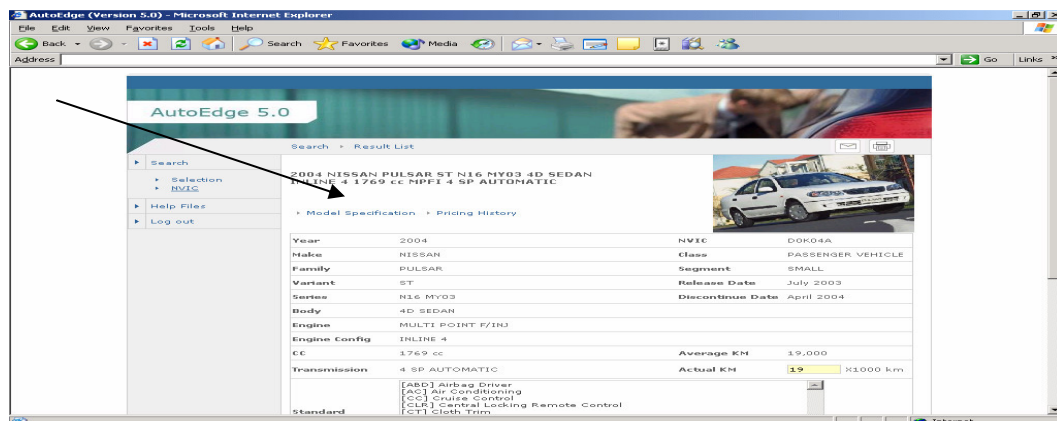 AutoEdge (Version 5.0) - Microsoft Internet Explorer
File Edit View Favorites Tools Help
Back Search Favorites Media
Address Go Links »
AutoEdge 5.0
Search Result List
Search
Selection
NVIC
Help Files
Log out
2004 NISSAN PULSAR ST N16 MY03 4D SEDAN
INLINE 4 1769 cc MPFI 4 SP AUTOMATIC
Model Specification Pricing History
Year 2004 NVIC D0K04A
Make NISSAN Class PASSENGER VEHICLE
Family PULSAR Segment SMALL
Variant ST Release Date July 2003
Series N16 MY03 Discontinue Date April 2004
Body 4D SEDAN
Engine MULTI POINT F/INJ
Engine Config INLINE 4
CC 1769 cc Average KM 19,000
Transmission 4 SP AUTOMATIC Actual KM 19 X1000 km
[ABD] Airbag Driver
[AC] Air Conditioning
[CC] Cruise Control
[CLR] Central Locking Remote Control
Standard [CT] Cloth Trim
Internet